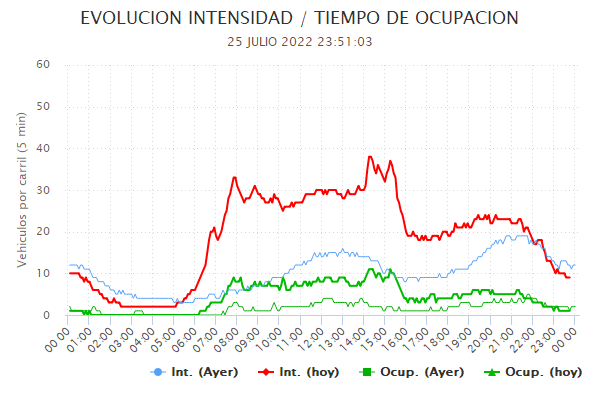 EVOLUCION INTENSIDAD / TIEMPO DE OCUPACION
25 JULIO 2022 23:51:03
Vehiculos por carril (5 min)
60
50
40
30
20
10
0
00:00 01:00 02:00 03:00 04:00 05:00 06:00 07:00 08:00 09:00 10:00 11:00 12:00 13:00 14:00 15:00 16:00 17:00 18:00 19:00 20:00 21:00 22:00 23:00 00:00
Int. (Ayer) Int. (hoy) Ocup. (Ayer) Ocup. (hoy)